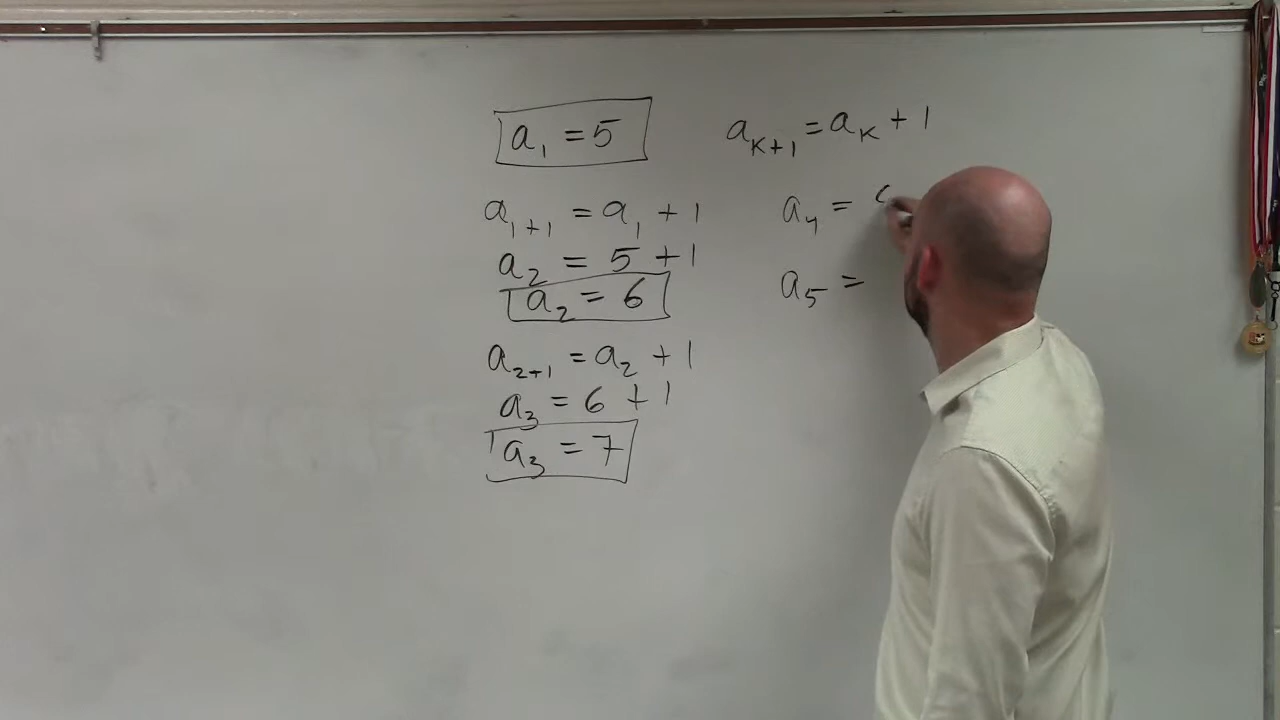 a₁ = 5
a₁₊₁ = a₁ + 1
a₂ = 5 + 1
a₂ = 6
a₂₊₁ = a₂ + 1
a₃ = 6 + 1
a₃ = 7
aₖ₊₁ = aₖ + 1
a₄ =
a₅ =